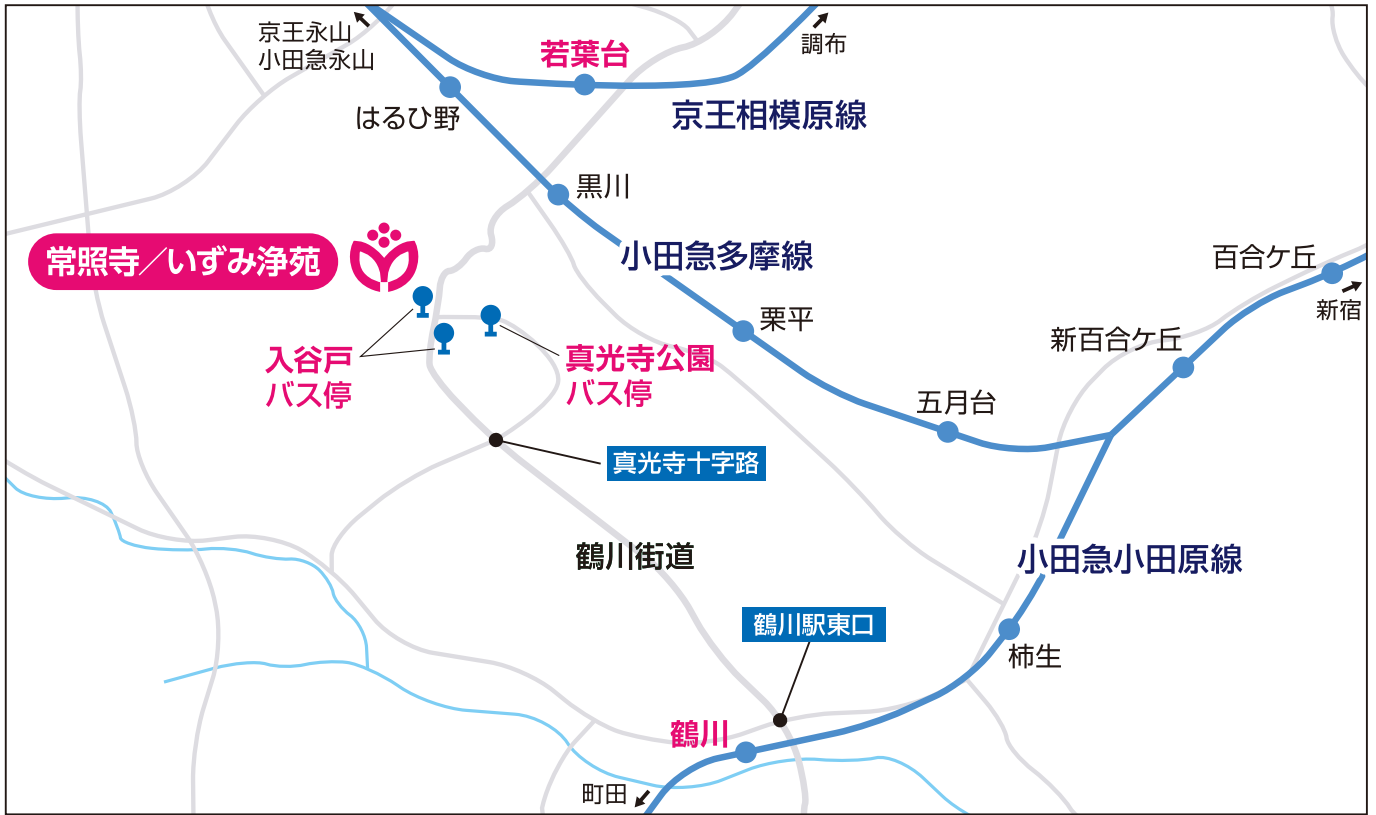 京王永山
小田急永山
若葉台
調布
はるひ野
京王相模原線
黒川
常照寺／いずみ浄苑
小田急多摩線
百合ケ丘
新宿
栗平
新百合ケ丘
入谷戸
バス停
真光寺公園
バス停
五月台
真光寺十字路
鶴川街道
小田急小田原線
鶴川駅東口
柿生
鶴川
町田